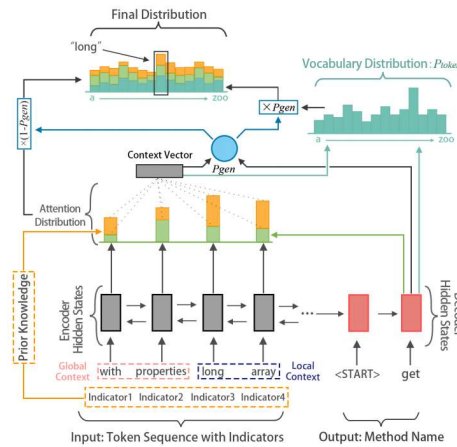 Final Distribution
"long"
Vocabulary Distribution: Ptoken
a zoo
×Pgen
×(1-Pgen)
a zoo
Context Vector
Pgen
Attention
Distribution
Prior Knowledge
Encoder
Hidden States
...
Hidden States
Global
Context
with properties long array
Local
Context
<START> get
Indicator1 Indicator2 Indicator3 Indicator4
Input: Token Sequence with Indicators
Output: Method Name